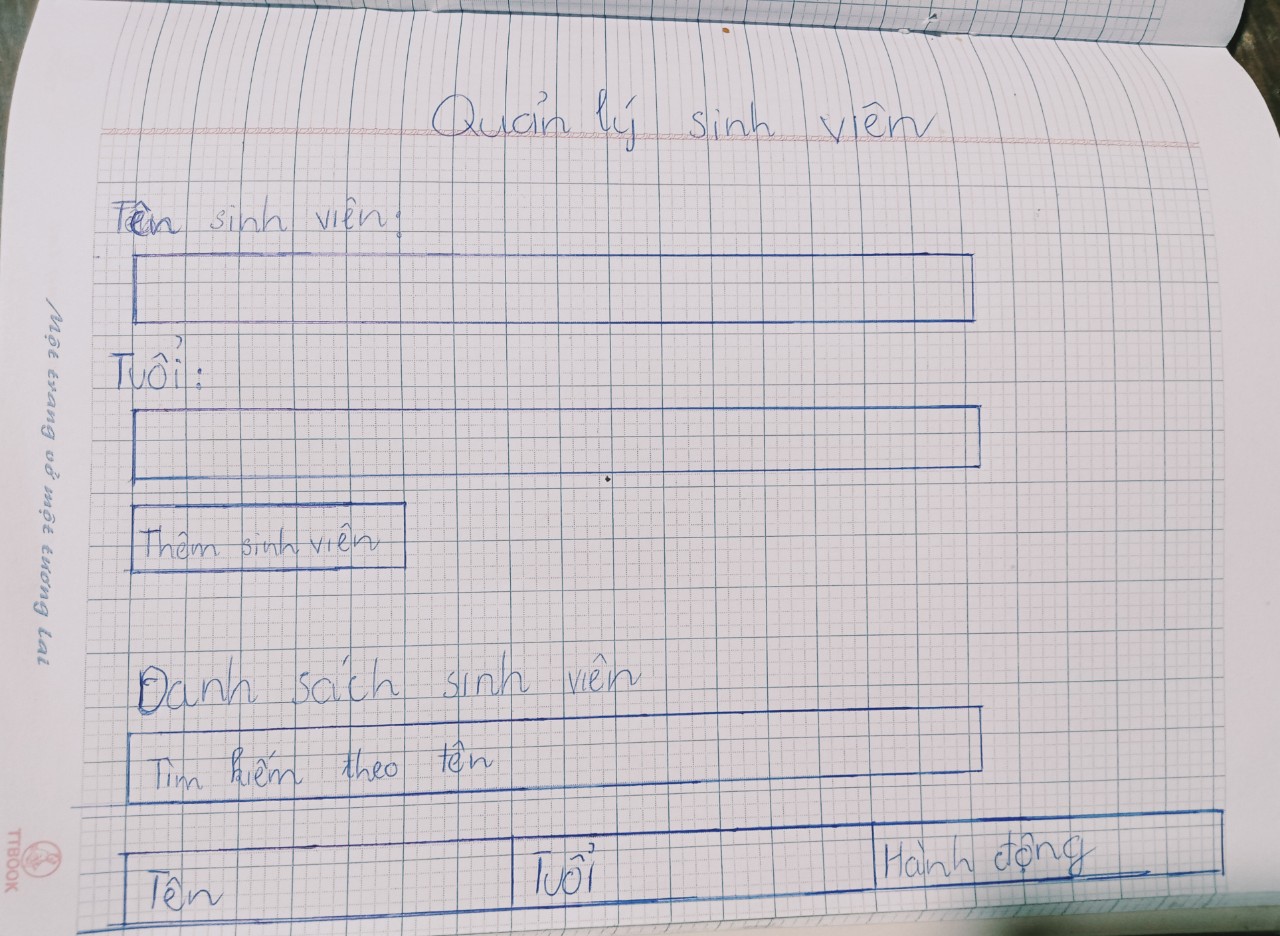 Quản lý sinh viên
Tên sinh viên:
Tuổi:
Thêm sinh viên
Danh sách sinh viên
Tìm kiếm theo tên
Tên Tuổi Hành động
Một trang vở một tương lai
TTBOOK